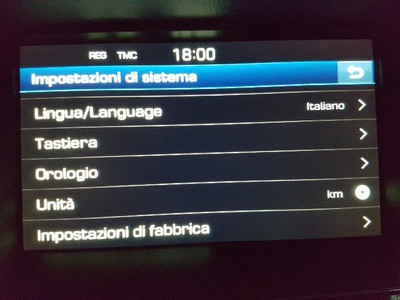 REG TMC 18:00
Impostazioni di sistema
Lingua/Language Italiano
Tastiera
Orologio
Unità km
Impostazioni di fabbrica